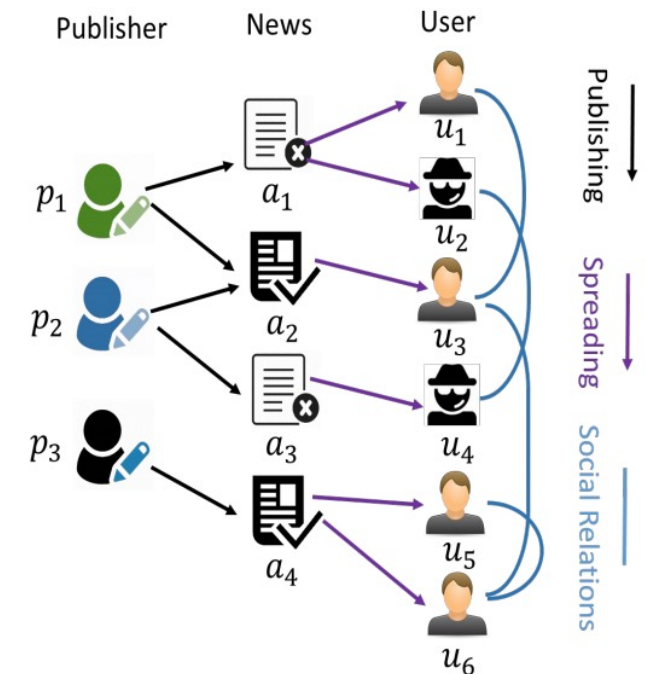 Publisher News User
u₁
p₁ a₁
u₂
p₂ a₂ u₃
a₃ u₄
p₃
a₄ u₅
u₆
Publishing
Spreading
Social Relations